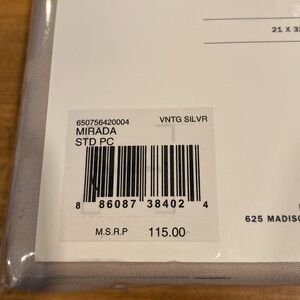 21 X 3
650756420004 VNTG SILVR
MIRADA
STD PC
8 86087 38402 4
M.S.R.P 115.00
625 MADISO